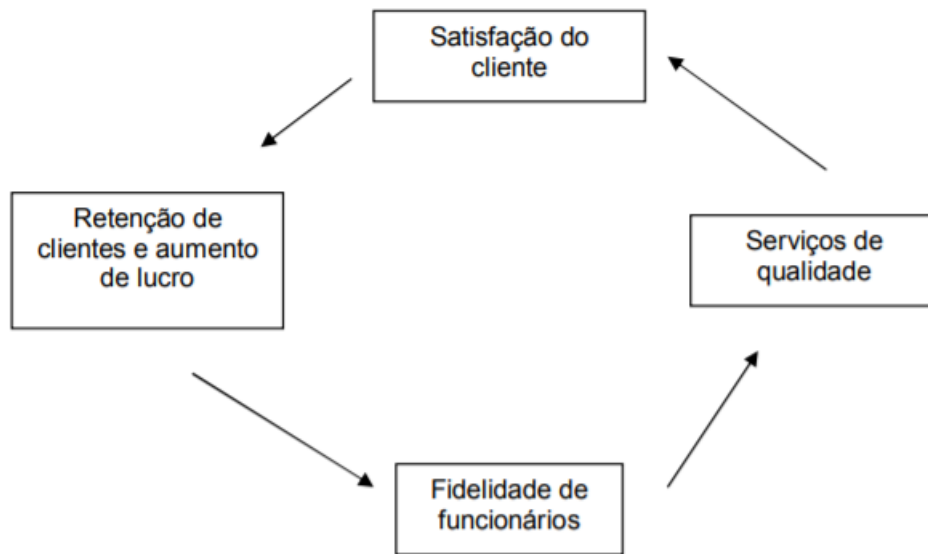 Satisfação do
cliente
Retenção de
clientes e aumento
de lucro
Serviços de
qualidade
Fidelidade de
funcionários